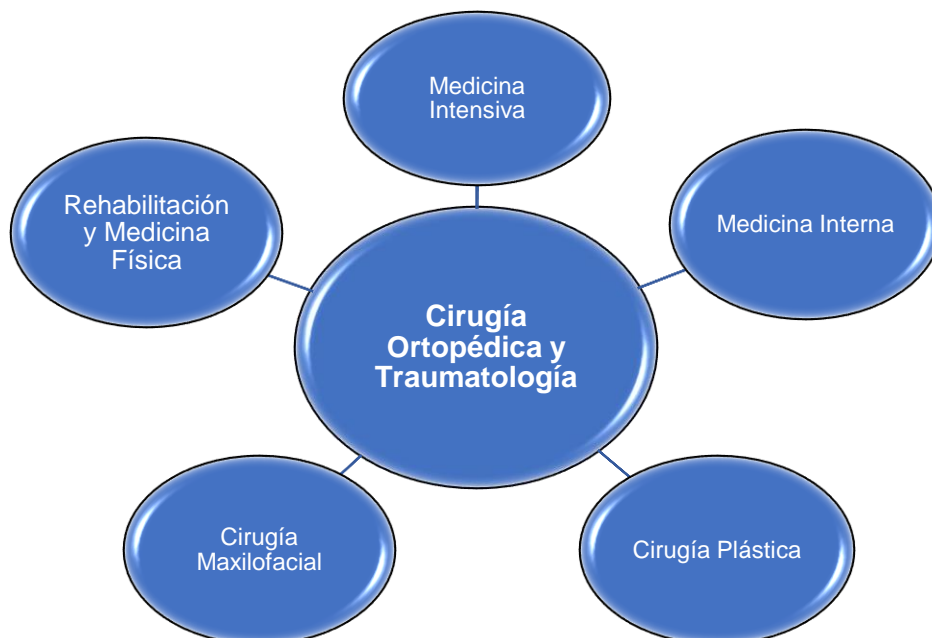 Medicina
Intensiva
Rehabilitación
y Medicina
Física
Medicina Interna
Cirugía
Ortopédica y
Traumatología
Cirugía
Maxilofacial
Cirugía Plástica